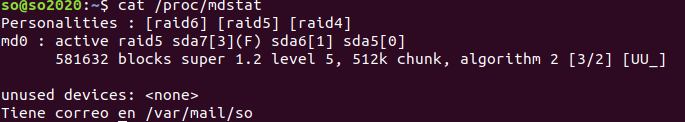 so@so2020:~$ cat /proc/mdstat
Personalities : [raid6] [raid5] [raid4]
md0 : active raid5 sda7[3](F) sda6[1] sda5[0]
581632 blocks super 1.2 level 5, 512k chunk, algorithm 2 [3/2] [UU_]
unused devices: <none>
Tiene correo en /var/mail/so